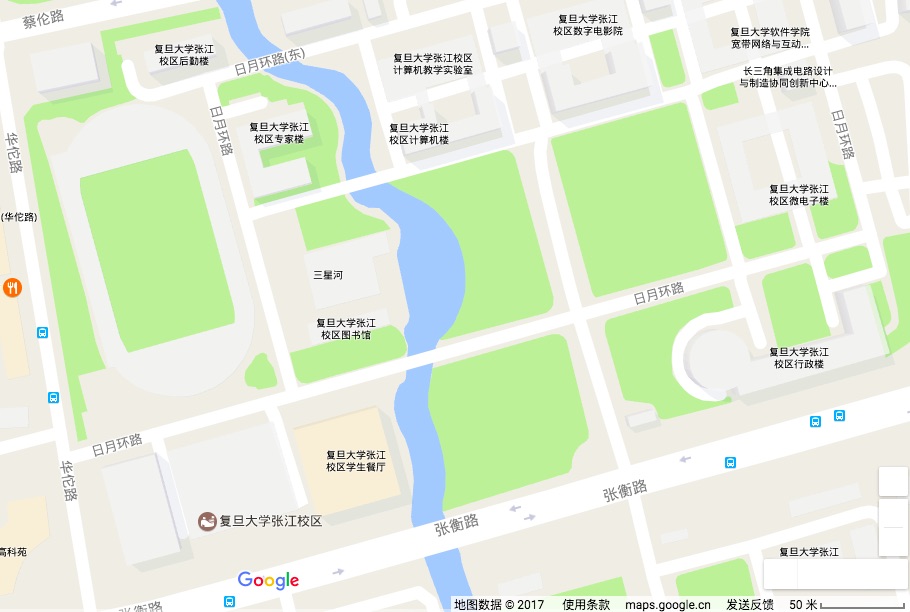 蔡伦路
复旦大学张江
校区后勤楼
日月环路(东)
复旦大学张江校区
计算机教学实验室
复旦大学张江
校区数字电影院
复旦大学软件学院
宽带网络与互动...
长三角集成电路设计
与制造协同创新中心...
华佗路
日月环路
复旦大学张江
校区专家楼
复旦大学张江
校区计算机楼
日月环路
复旦大学张江
校区微电子楼
(华佗路)
三星河
日月环路
复旦大学张江
校区图书馆
复旦大学张江
校区行政楼
日月环路
复旦大学张江
校区学生餐厅
华佗路
张衡路
复旦大学张江校区
张衡路
高科苑
复旦大学张江
Google
张衡路
地图数据 © 2017 使用条款 maps.google.cn 发送反馈 50 米